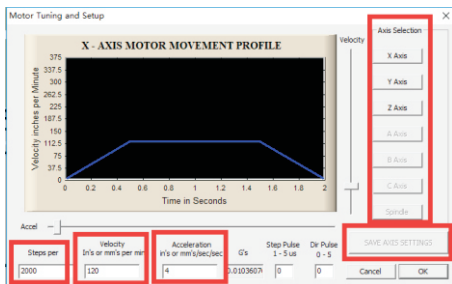 Motor Tuning and Setup
X - AXIS MOTOR MOVEMENT PROFILE
Velocity
Axis Selection
Velocity inches per Minute
375
337.5
300
262.5
225
187.5
150
112.5
75
37.5
0
0 0.2 0.4 0.6 0.8 1 1.2 1.4 1.6 1.8 2
Time in Seconds
X Axis
Y Axis
Z Axis
A Axis
B Axis
C Axis
Spindle
Accel
Steps per
Velocity
In's or mm's per min
Acceleration
in's or mm's/sec/sec
G's
Step Pulse
1 - 5 us
Dir Pulse
0 - 5
2000 120 4 0.0103607 0 0
SAVE AXIS SETTINGS
Cancel OK